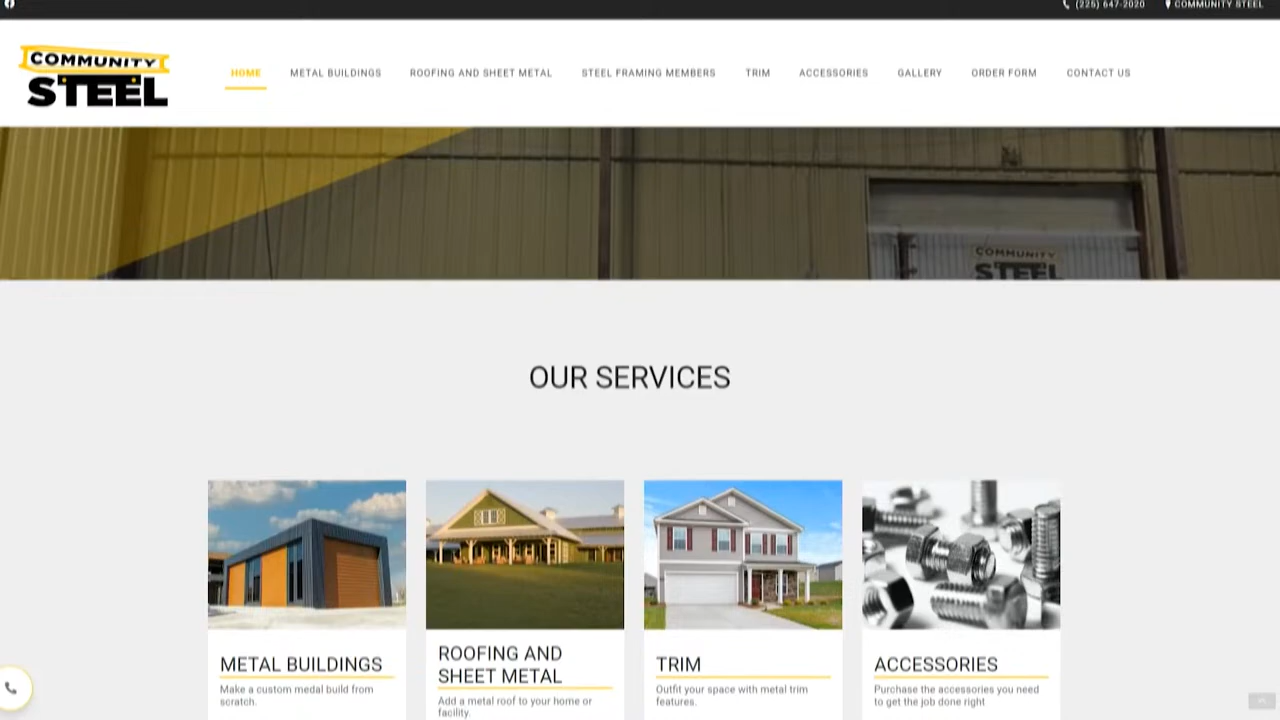 (225) 647-2020 COMMUNITY STEEL
COMMUNITY
STEEL
HOME METAL BUILDINGS ROOFING AND SHEET METAL STEEL FRAMING MEMBERS TRIM ACCESSORIES GALLERY ORDER FORM CONTACT US
COMMUNITY
STEEL
OUR SERVICES
METAL BUILDINGS
Make a custom medal build from
scratch.
ROOFING AND
SHEET METAL
Add a metal roof to your home or
facility.
TRIM
Outfit your space with metal trim
features.
ACCESSORIES
Purchase the accessories you need
to get the job done right